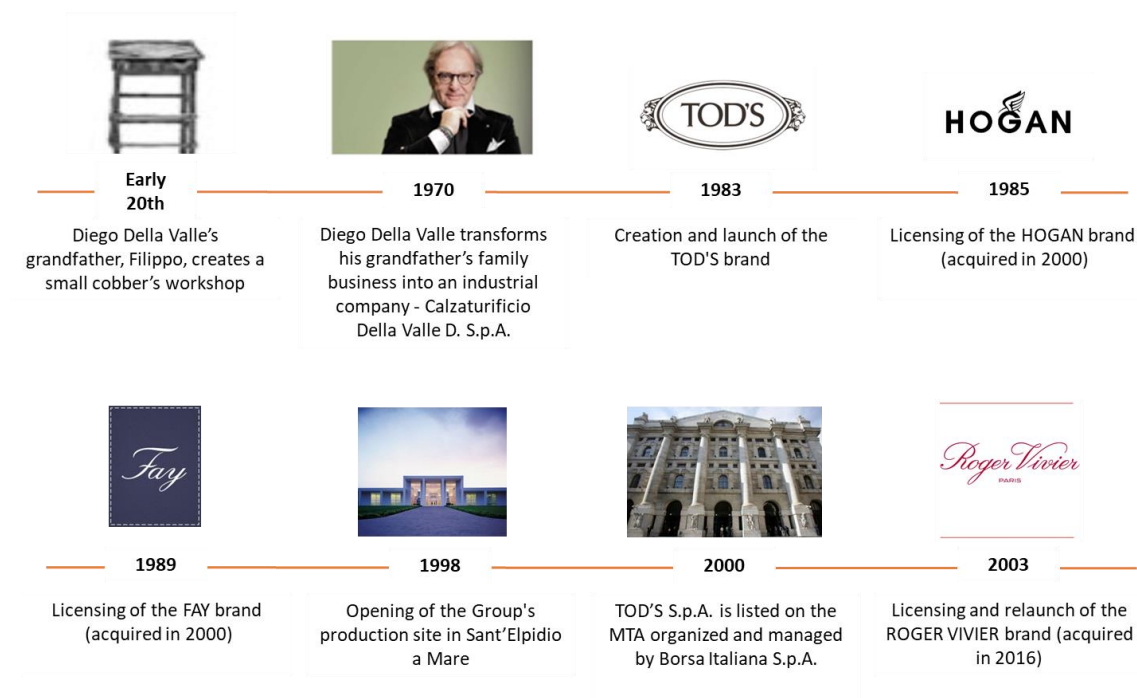 TOD'S
HOGAN
Early
20th
1970
1983
1985
Diego Della Valle’s
grandfather, Filippo, creates a
small cobber’s workshop
Diego Della Valle transforms
his grandfather’s family
business into an industrial
company - Calzaturificio
Della Valle D. S.p.A.
Creation and launch of the
TOD'S brand
Licensing of the HOGAN brand
(acquired in 2000)
Fay
Roger Vivier
PARIS
1989
1998
2000
2003
Licensing of the FAY brand
(acquired in 2000)
Opening of the Group's
production site in Sant’Elpidio
a Mare
TOD’S S.p.A. is listed on the
MTA organized and managed
by Borsa Italiana S.p.A.
Licensing and relaunch of the
ROGER VIVIER brand (acquired
in 2016)